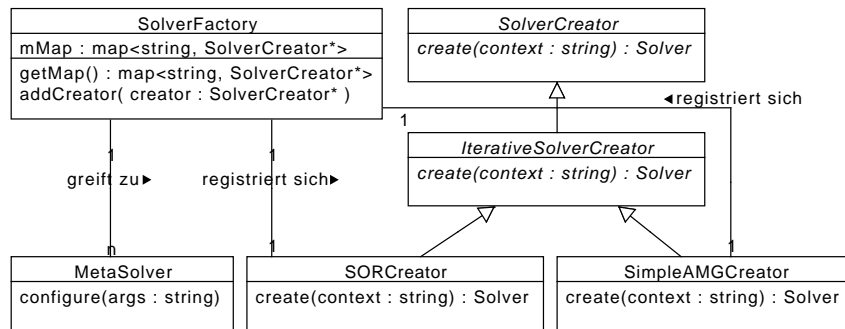 SolverFactory
mMap : map<string, SolverCreator*>
getMap() : map<string, SolverCreator*>
addCreator( creator : SolverCreator* )
SolverCreator
create(context : string) : Solver
◄registriert sich
1
IterativeSolverCreator
create(context : string) : Solver
1
1
greift zu►
registriert sich►
n
1
1
MetaSolver
configure(args : string)
SORCreator
create(context : string) : Solver
SimpleAMGCreator
create(context : string) : Solver